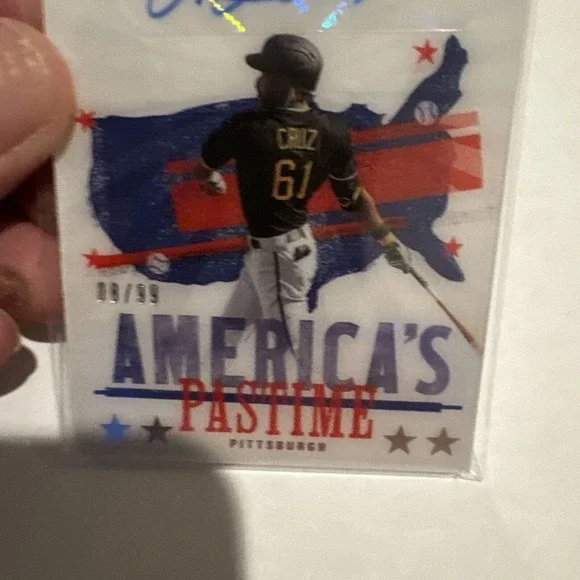 CRUZ
61
08/99
AMERICA'S
PASTIME
PITTSBURGH